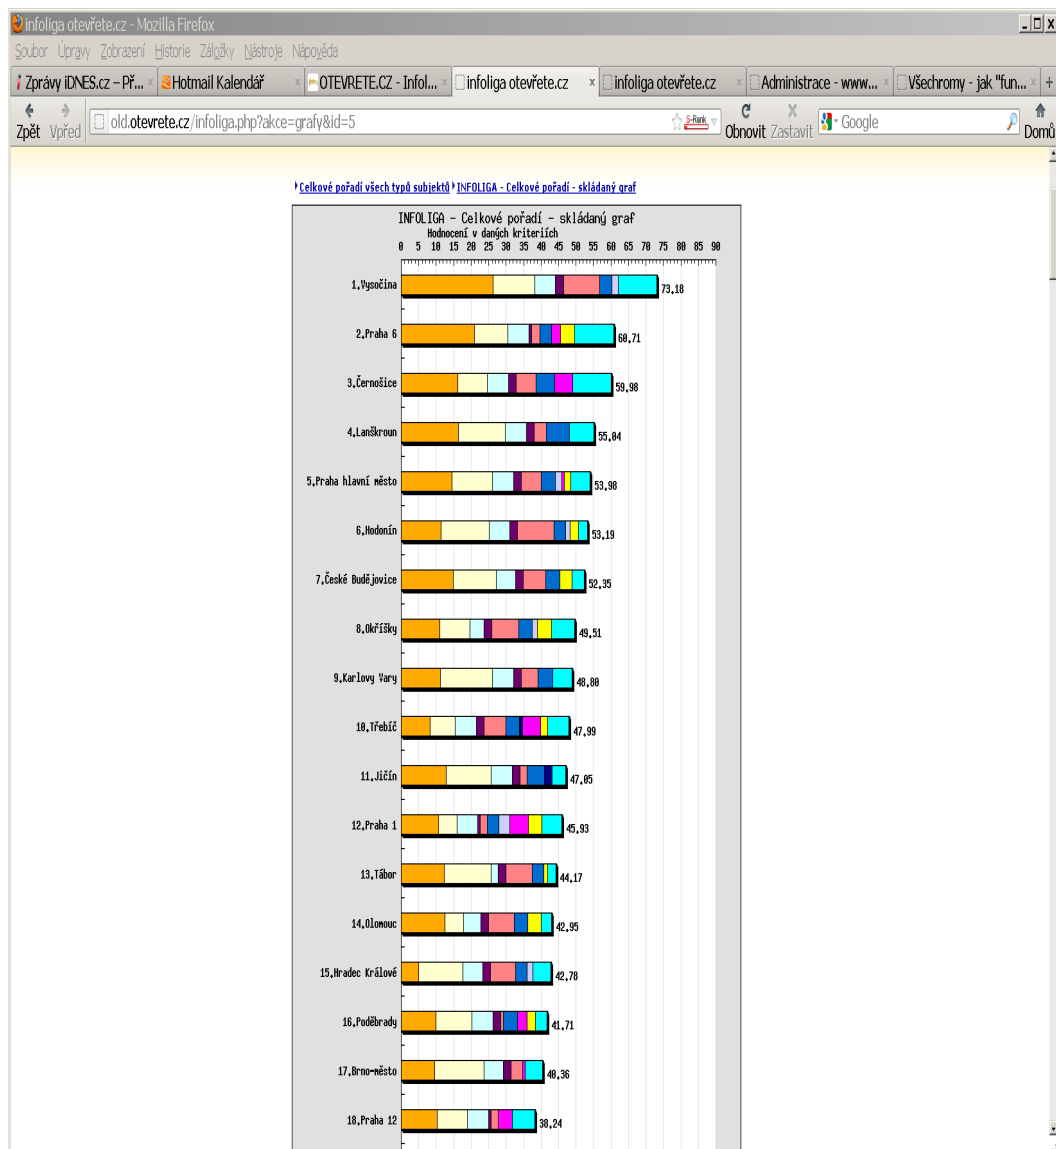 infoliga otevřete.cz - Mozilla Firefox
Soubor Úpravy Zobrazení Historie Záložky Nástroje Nápověda
Zprávy iDNES.cz – Př... Hotmail Kalendář OTEVRETE.CZ - Infol... infoliga otevřete.cz infoliga otevřete.cz Administrace - www... Všechromy - jak "fun...
Zpět Vpřed old.otevrete.cz/infoliga.php?akce=grafy&id=5 S-Rank Obnovit Zastavit Google Domů
Celkové pořadí všech typů subjektů INFOLIGA - Celkové pořadí - skládaný graf
INFOLIGA - Celkové pořadí - skládaný graf
Hodnocení v daných kriteriích
0 5 10 15 20 25 30 35 40 45 50 55 60 65 70 75 80 85 90
1.Vysočina 73.18
2.Praha 6 60.71
3.Černošice 59.98
4.Lanškroun 55.04
5.Praha hlavní město 53.98
6.Hodonín 53.19
7.České Budějovice 52.35
8.Okříšky 49.51
9.Karlovy Vary 48.80
10.Třebíč 47.99
11.Jičín 47.05
12.Praha 1 45.93
13.Tábor 44.17
14.Olomouc 42.95
15.Hradec Králové 42.78
16.Poděbrady 41.71
17.Brno-město 40.36
18.Praha 12 38.24